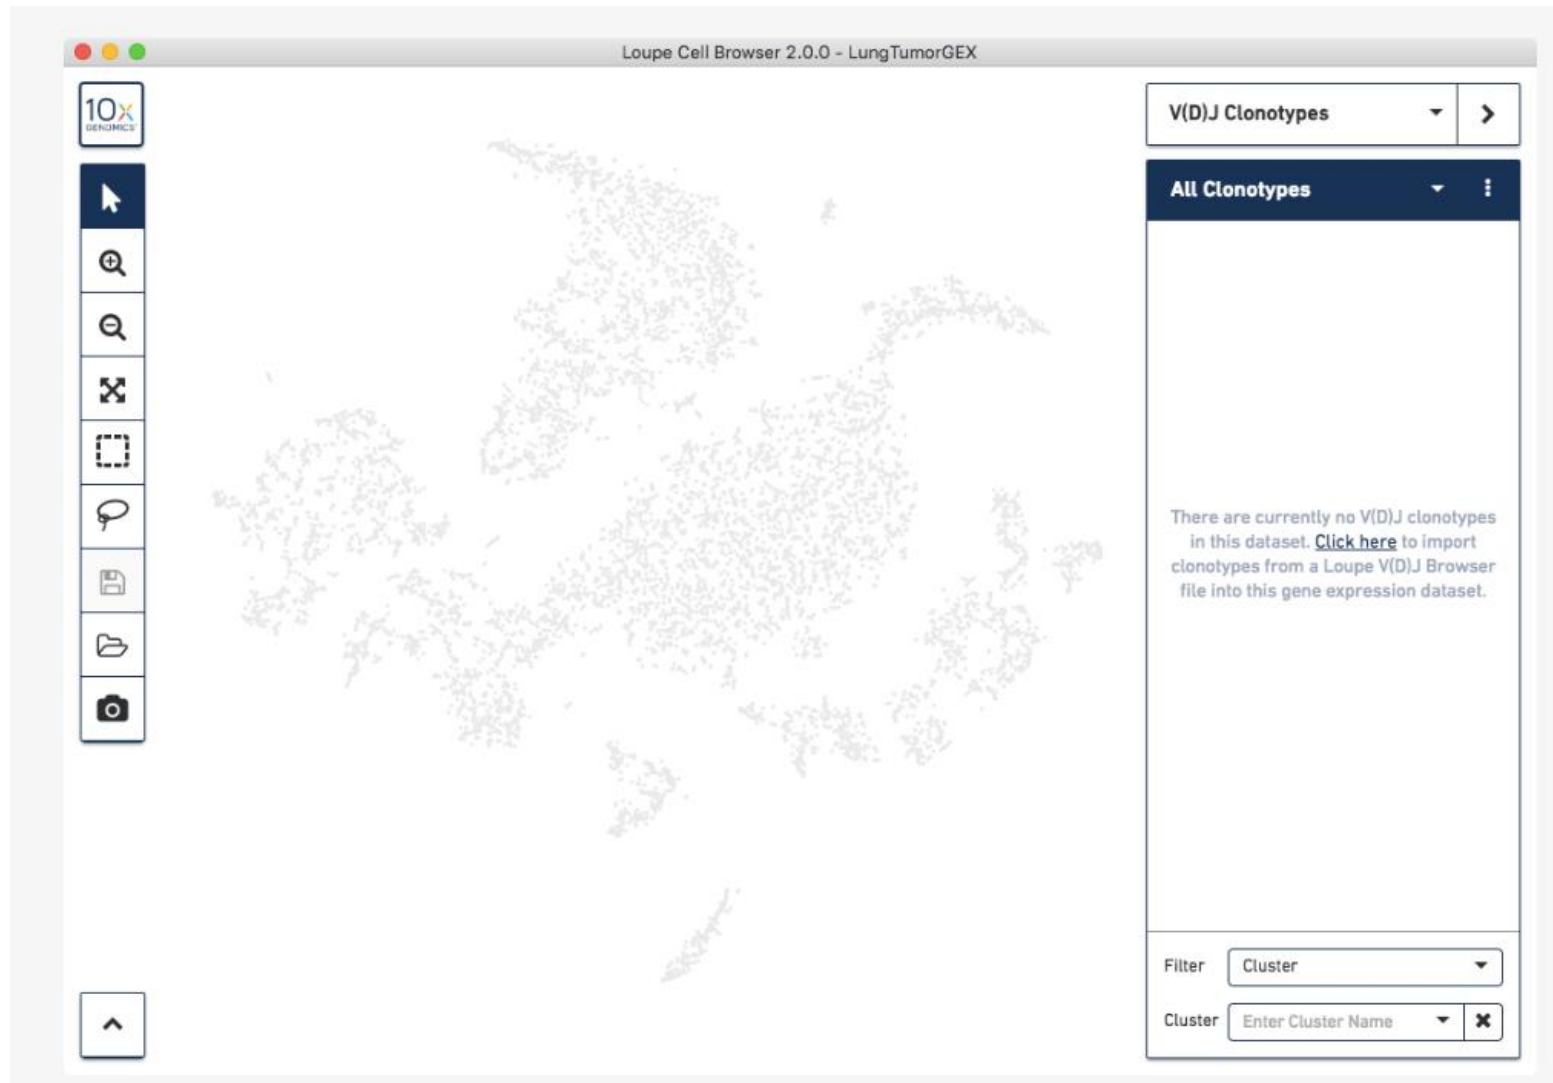 Loupe Cell Browser 2.0.0 - LungTumorGEX
10x
GENOMICS
V(D)J Clonotypes
All Clonotypes
There are currently no V(D)J clonotypes
in this dataset. Click here to import
clonotypes from a Loupe V(D)J Browser
file into this gene expression dataset.
Filter
Cluster
Cluster
Enter Cluster Name